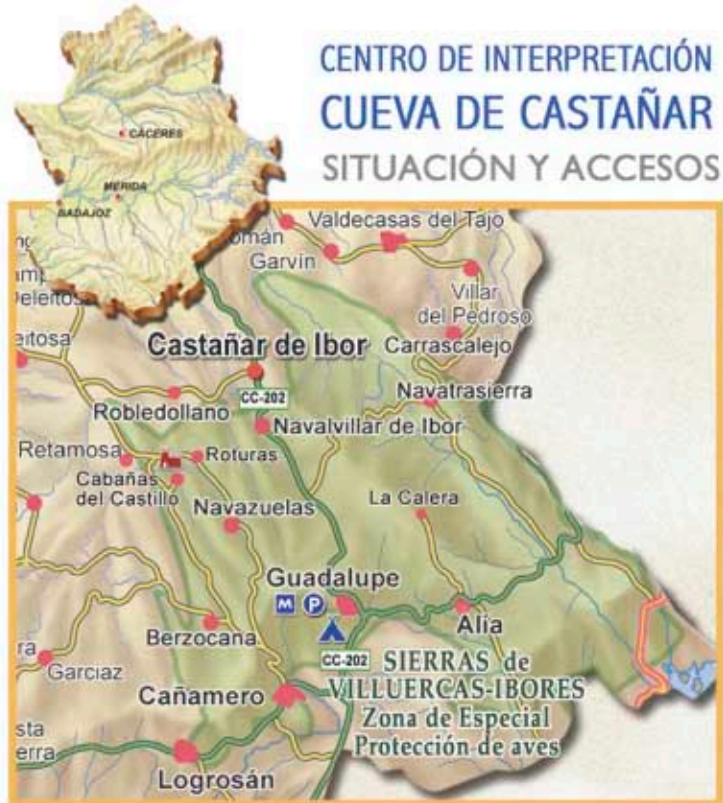 CENTRO DE INTERPRETACIÓN
CUEVA DE CASTAÑAR
SITUACIÓN Y ACCESOS
CÁCERES
MÉRIDA
BADAJOZ
Valdecasas del Tajo
Garvín
Villar
del Pedroso
Castañar de Ibor
Carrascalejo
CC-202
Navatrasierra
Robledollano
Navalvillar de Ibor
Retamosa
Roturas
Cabañas
del Castillo
Navazuelas
La Calera
Guadalupe
M P
Berzocana
Alía
CC-202
SIERRAS de
VILLUERCAS-IBORES
Garciaz
Cañamero
Zona de Especial
Protección de aves
Logrosán